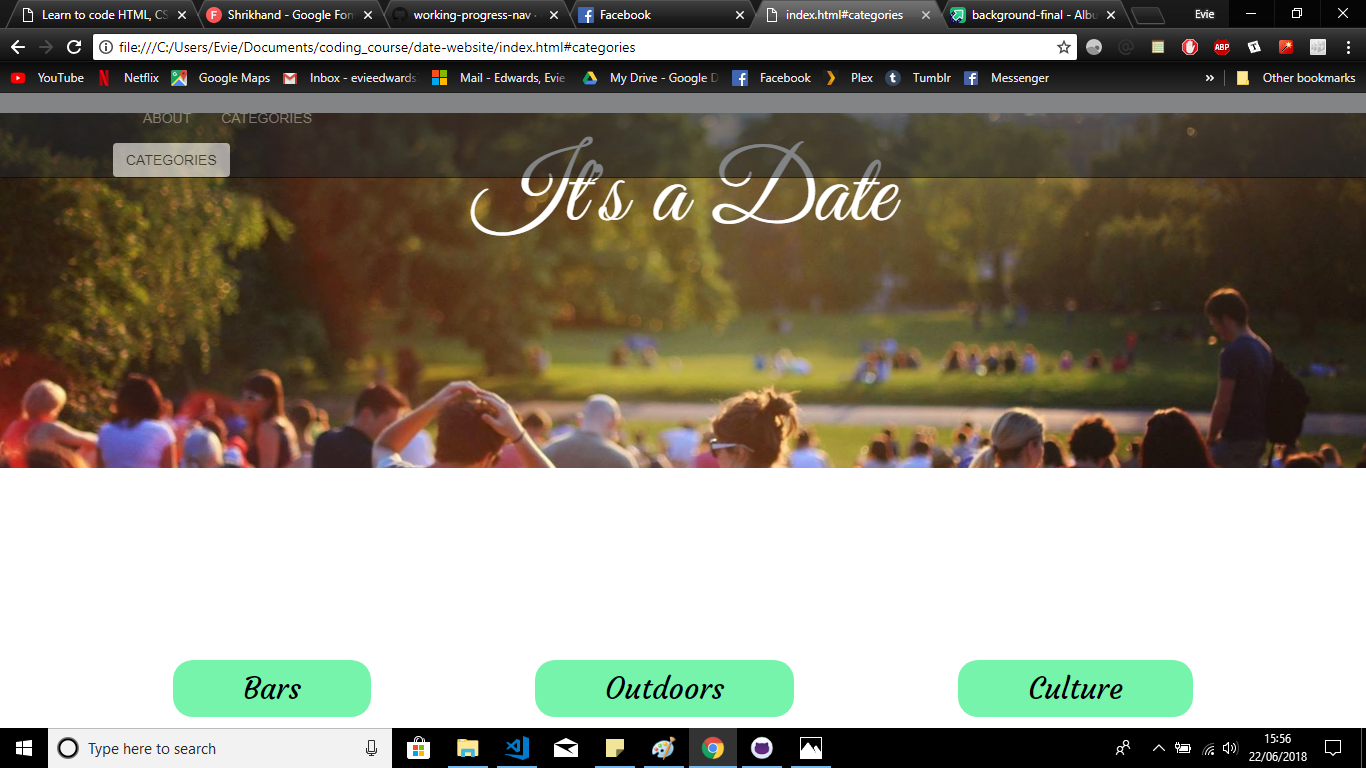 Learn to code HTML, CS
Shrikhand - Google Fon
working-progress-nav
Facebook
index.html#categories
background-final - Albu
Evie
file:///C:/Users/Evie/Documents/coding_course/date-website/index.html#categories
YouTube
Netflix
Google Maps
Inbox - evieedwards
Mail - Edwards, Evie
My Drive - Google D
Facebook
Plex
Tumblr
Messenger
» Other bookmarks
ABOUT CATEGORIES
CATEGORIES
It's a Date
Bars
Outdoors
Culture
Type here to search
15:56
22/06/2018